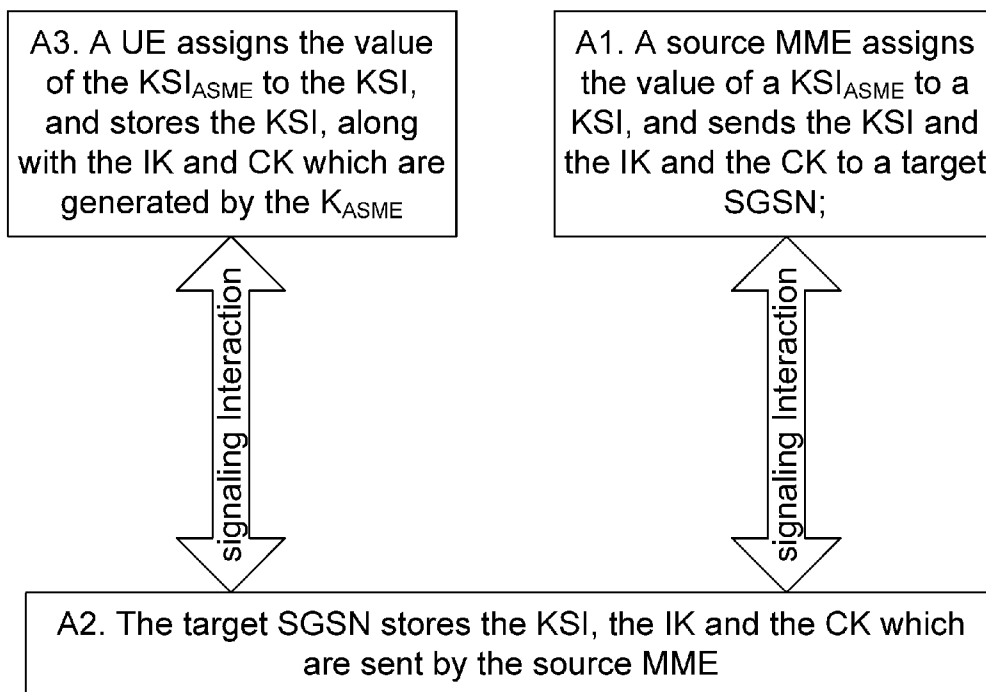 A3. A UE assigns the value
of the KSIASME to the KSI,
and stores the KSI, along
with the IK and CK which are
generated by the KASME
A1. A source MME assigns
the value of a KSIASME to a
KSI, and sends the KSI and
the IK and the CK to a target
SGSN;
signaling Interaction
signaling Interaction
A2. The target SGSN stores the KSI, the IK and the CK which
are sent by the source MME